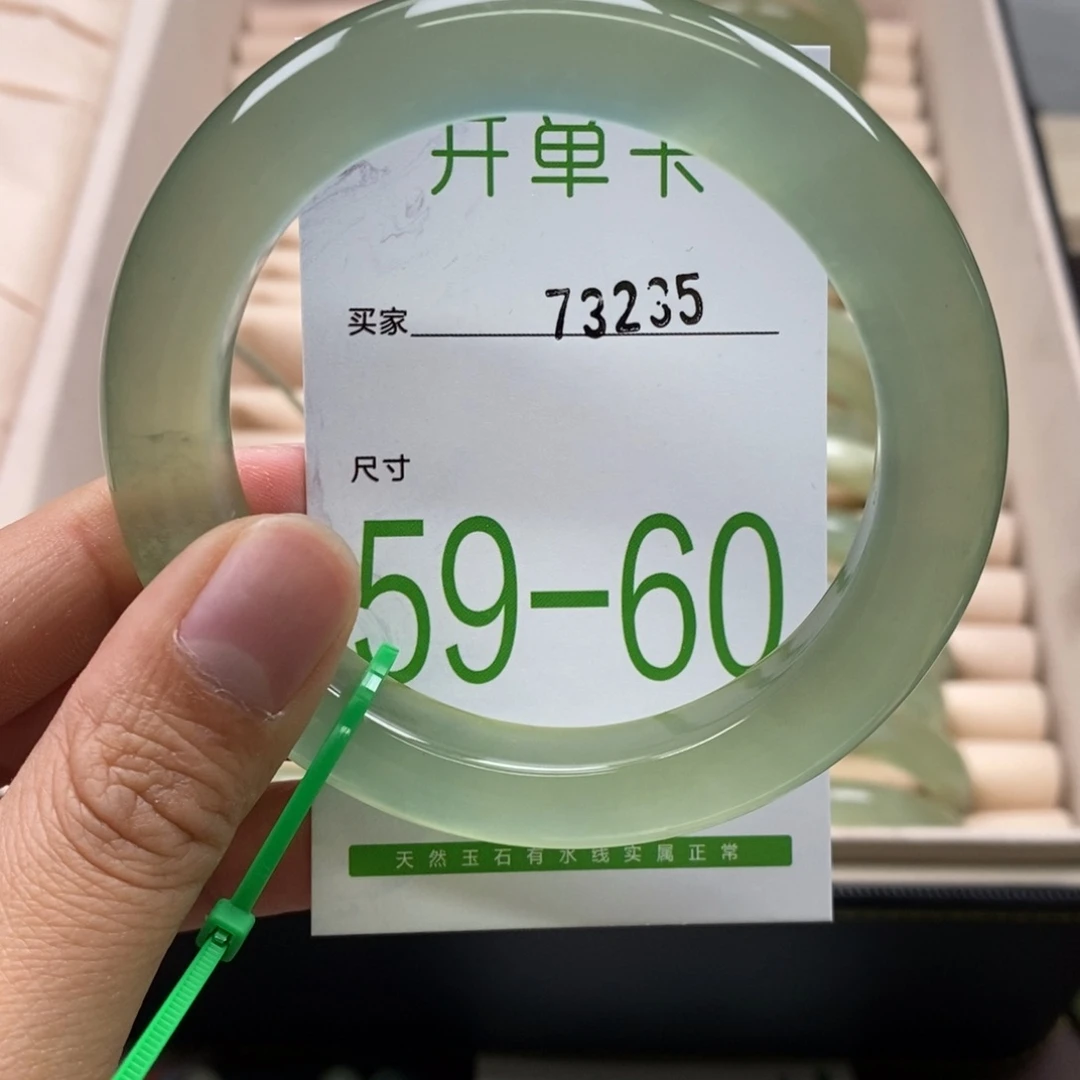 开单卡
买家 73235
尺寸
59-60
天然玉石有水线实属正常